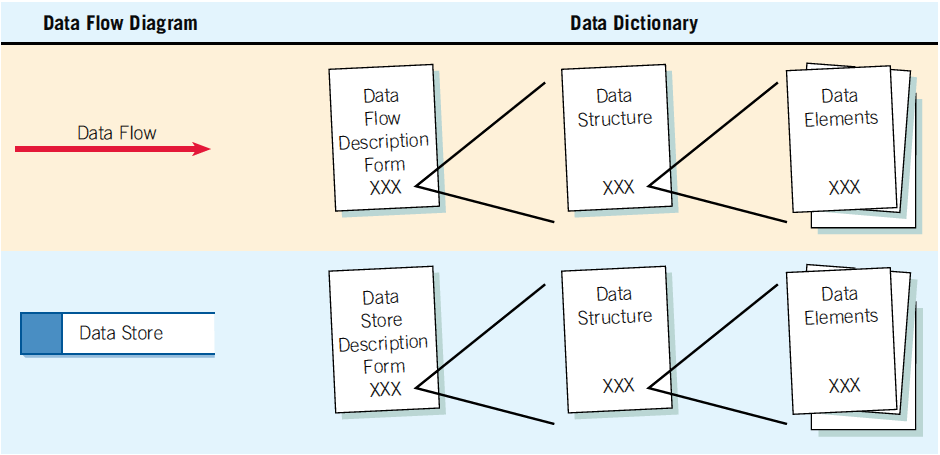 Data Flow Diagram
Data Dictionary
Data Flow
Data
Flow
Description
Form
XXX
Data
Structure
XXX
Data
Elements
XXX
Data Store
Data
Store
Description
Form
XXX
Data
Structure
XXX
Data
Elements
XXX